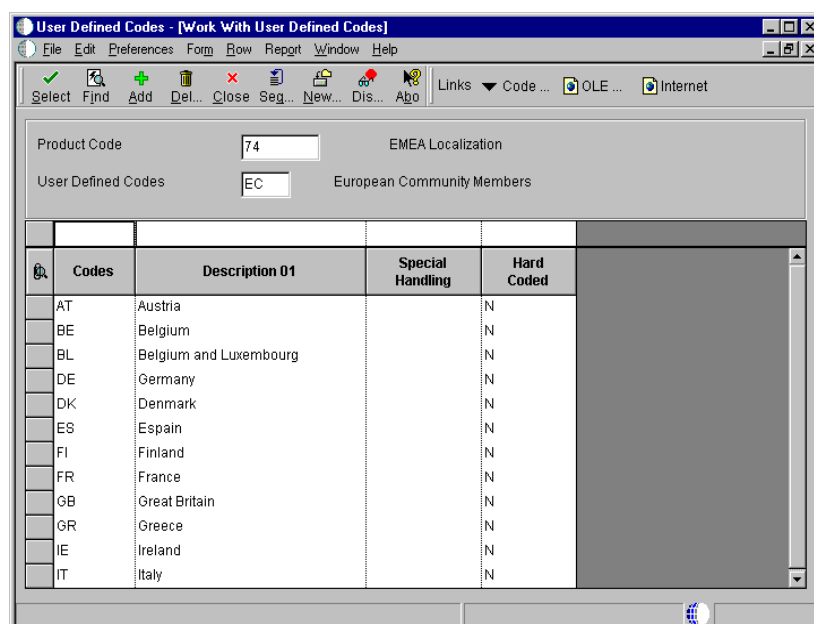 User Defined Codes - [Work With User Defined Codes]
File Edit Preferences Form Row Report Window Help
Select Find Add Del... Close Seq... New... Dis... Abo Links Code ... OLE ... Internet
Product Code 74 EMEA Localization
User Defined Codes EC European Community Members
Codes Description 01 Special Handling Hard Coded
AT Austria N
BE Belgium N
BL Belgium and Luxembourg N
DE Germany N
DK Denmark N
ES Espain N
FI Finland N
FR France N
GB Great Britain N
GR Greece N
IE Ireland N
IT Italy N